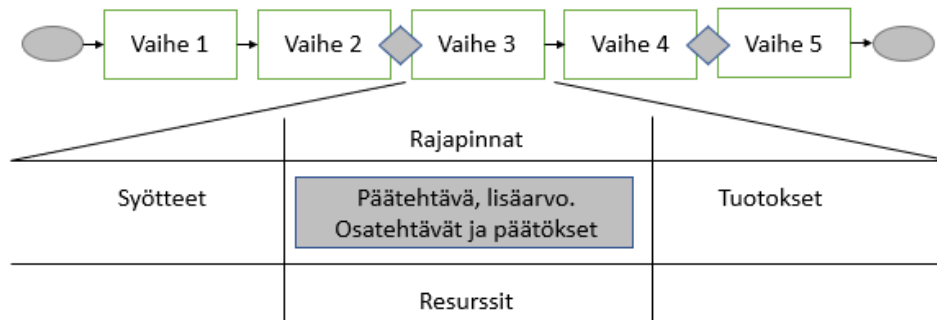 Vaihe 1
Vaihe 2
Vaihe 3
Vaihe 4
Vaihe 5
Rajapinnat
Syötteet
Päätehtävä, lisäarvo.
Osatehtävät ja päätökset
Tuotokset
Resurssit